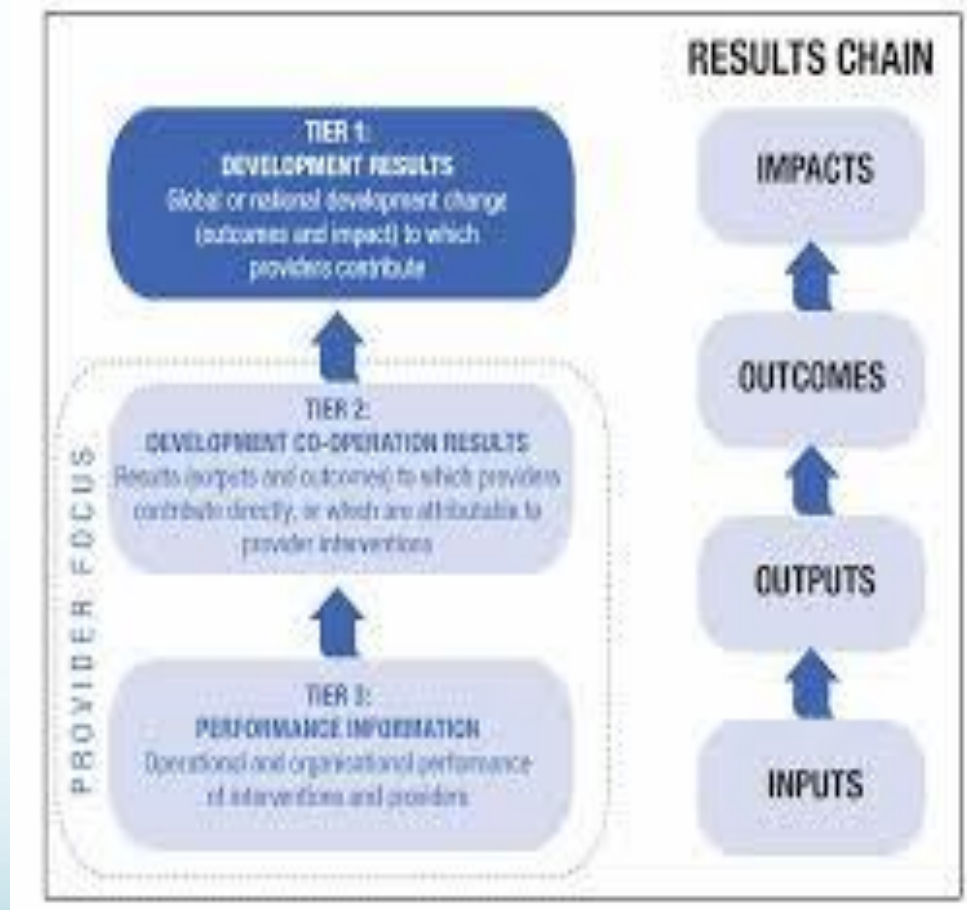 RESULTS CHAIN
TIER 1:
DEVELOPMENT RESULTS
Global or national development change
(outcomes and impact) to which
providers contribute
PROVIDER FOCUS
TIER 2:
DEVELOPMENT CO-OPERATION RESULTS
Results (outputs and outcomes) to which providers
contribute directly, or which are attributable to
provider interventions
TIER 3:
PERFORMANCE INFORMATION
Operational and organisational performance
of interventions and providers
IMPACTS
OUTCOMES
OUTPUTS
INPUTS